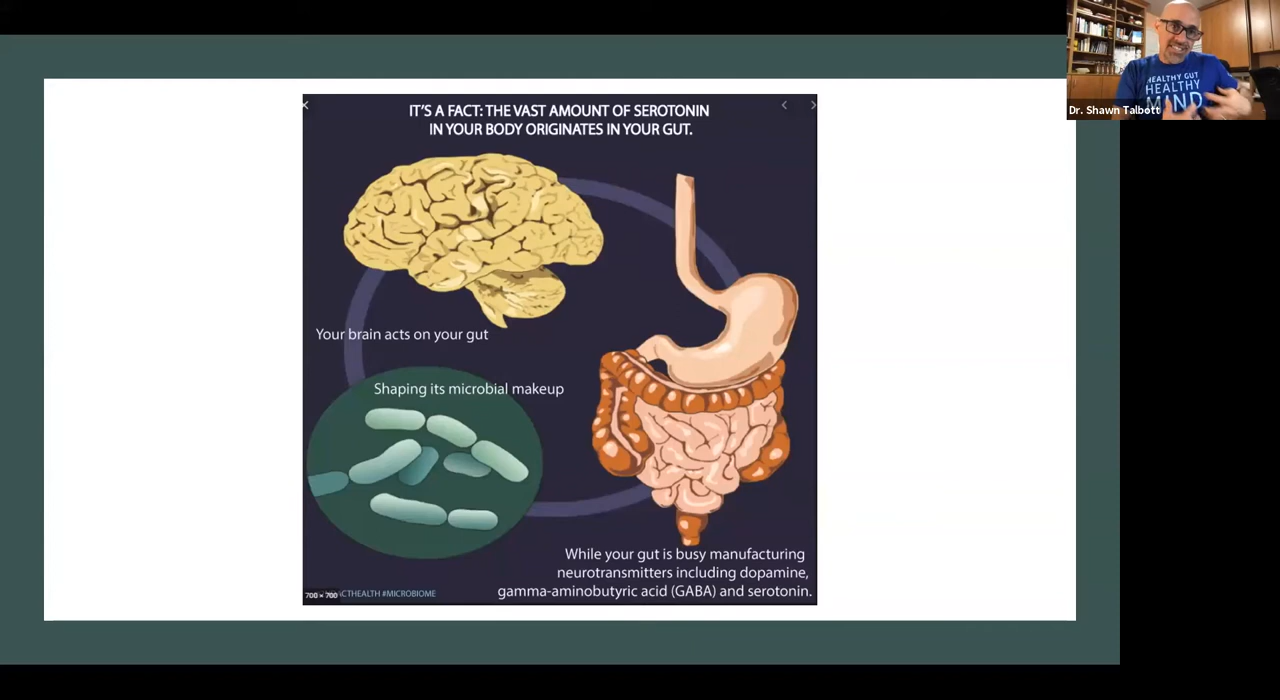 IT'S A FACT: THE VAST AMOUNT OF SEROTONIN
IN YOUR BODY ORIGINATES IN YOUR GUT.
Your brain acts on your gut
Shaping its microbial makeup
While your gut is busy manufacturing
neurotransmitters including dopamine,
gamma-aminobutyric acid (GABA) and serotonin.
700 × 700
CTHEALTH #MICROBIOME
HEALTHY GUT
HEALTHY
MIND
Dr. Shawn Talbott